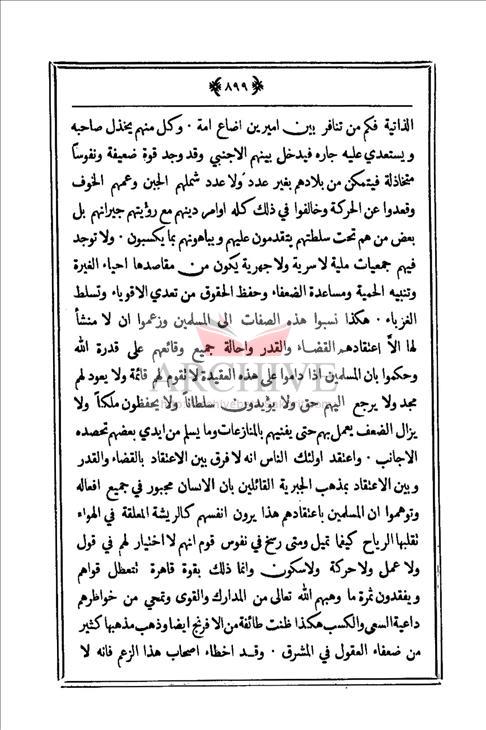 ﴿ ٨٩٩ ﴾
الذاتية فكم من تنافر بين اميرين اضاع امة ٠ وكل منهم يخذل صاحبه
ويستعدي عليه جاره فيدخل بينهم الاجنبي وقد وجد قوة ضعيفة ونفوسا
متخاذلة فيتمكن من بلادهم بغير عدد ولا عدد شملهم الجبن وعمهم الخوف
وقعدوا عن الحركة وخالفوا في ذلك كله اوامر دينهم مع رؤيتهم جيرانهم بل
بعض من هم تحت سلطتهم يتقدمون عليهم ويباهونهم بما يكسبون ٠ ولا توجد
فيهم جمعيات ملية لا سرية ولا جهرية يكون من مقاصدها احياء الغيرة
وتنبيه الحمية ومساعدة الضعفاء وحفظ الحقوق من تعدي الاقوياء وتسلط
الغرباء ٠ هكذا نسبوا هذه الصفات الى المسلمين وزعموا ان لا منشأ
لها الا اعتقادهم القضاء والقدر واحالة جميع وقائعهم على قدرة الله
وحكموا بان المسلمين اذا داموا على هذه العقيدة لا تقوم لهم قائمة ولا يعود لهم
مجد ولا يرجع اليهم حق ولا يؤيدون سلطانا ولا يحفظون ملكا ولا
يزال الضعف يعمل بهم حتى يفنيهم بالمنازعات وما يسلم من ايدي بعضهم تحصده
الاجانب ٠ واعتقد اولئك الناس انه لا فرق بين الاعتقاد بالقضاء والقدر
وبين الاعتقاد بمذهب الجبرية القائلين بان الانسان مجبور في جميع افعاله
وتوهموا ان المسلمين باعتقادهم هذا يرون انفسهم كالريشة المعلقة في الهواء
تقلبها الرياح كيفما تميل ومتى رسخ في نفوس قوم انهم لا اختيار لهم في قول
ولا عمل ولا حركة ولا سكون وانما ذلك بقوة قاهرة تتعطل قواهم
ويفقدون ثمرة ما وهبهم الله تعالى من المدارك والقوى وتمحي من خواطرهم
داعية السعي والكسب هكذا ظنت طائفة من الافرنج ايضا وذهب مذهبها كثير
من ضعفاء العقول في المشرق ٠ وقد اخطاء اصحاب هذا الزعم فانه لا
ARCHIVE